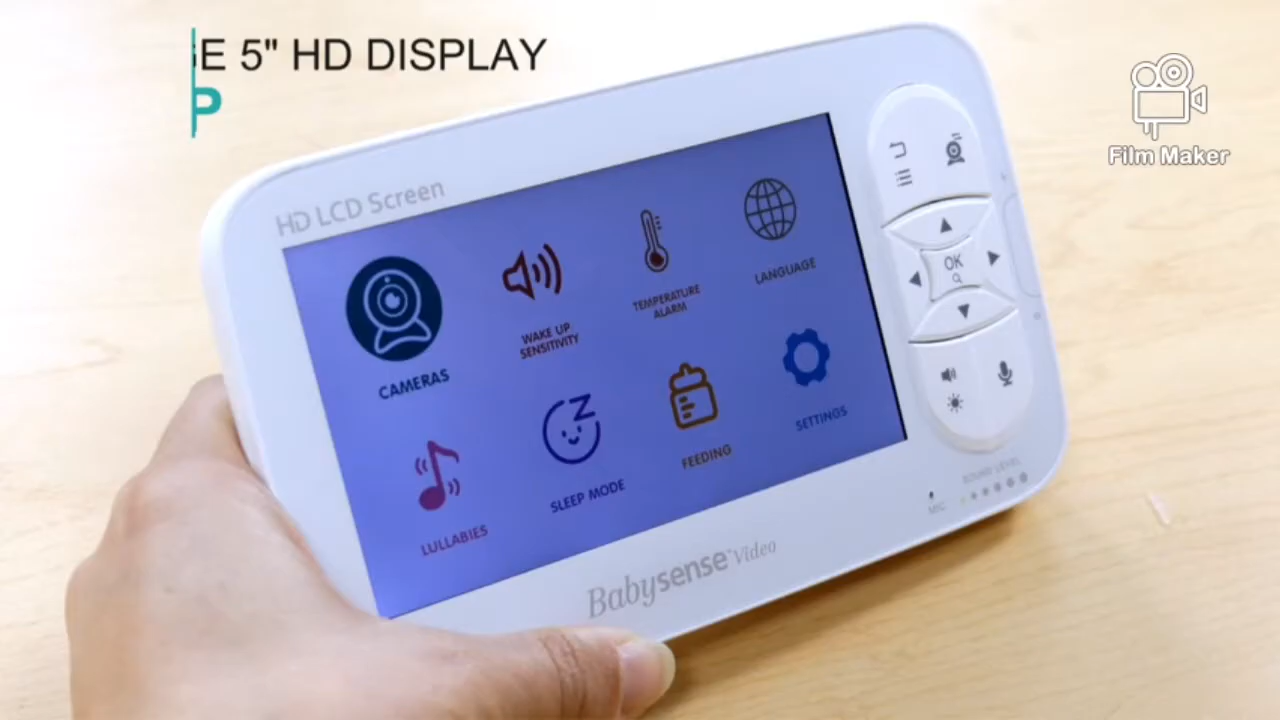 E 5" HD DISPLAY
P
Film Maker
HD LCD Screen
CAMERAS
WAKE UP
SENSITIVITY
TEMPERATURE
ALARM
LANGUAGE
LULLABIES
SLEEP MODE
FEEDING
SETTINGS
OK
MIC
SOUND LEVEL
Babysense™ Video